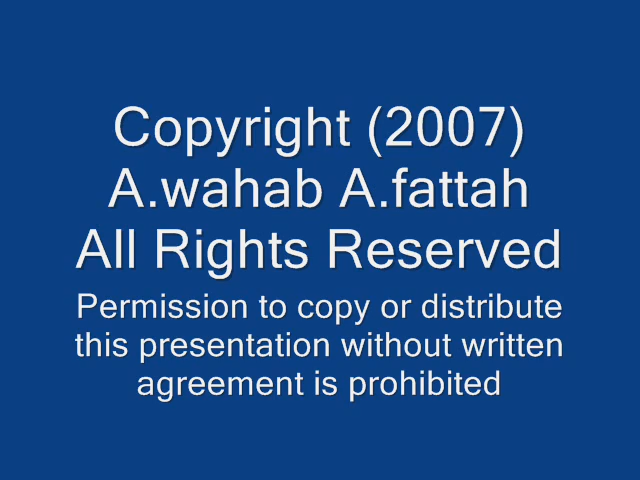 Copyright (2007)
A.wahab A.fattah
All Rights Reserved
Permission to copy or distribute
this presentation without written
agreement is prohibited